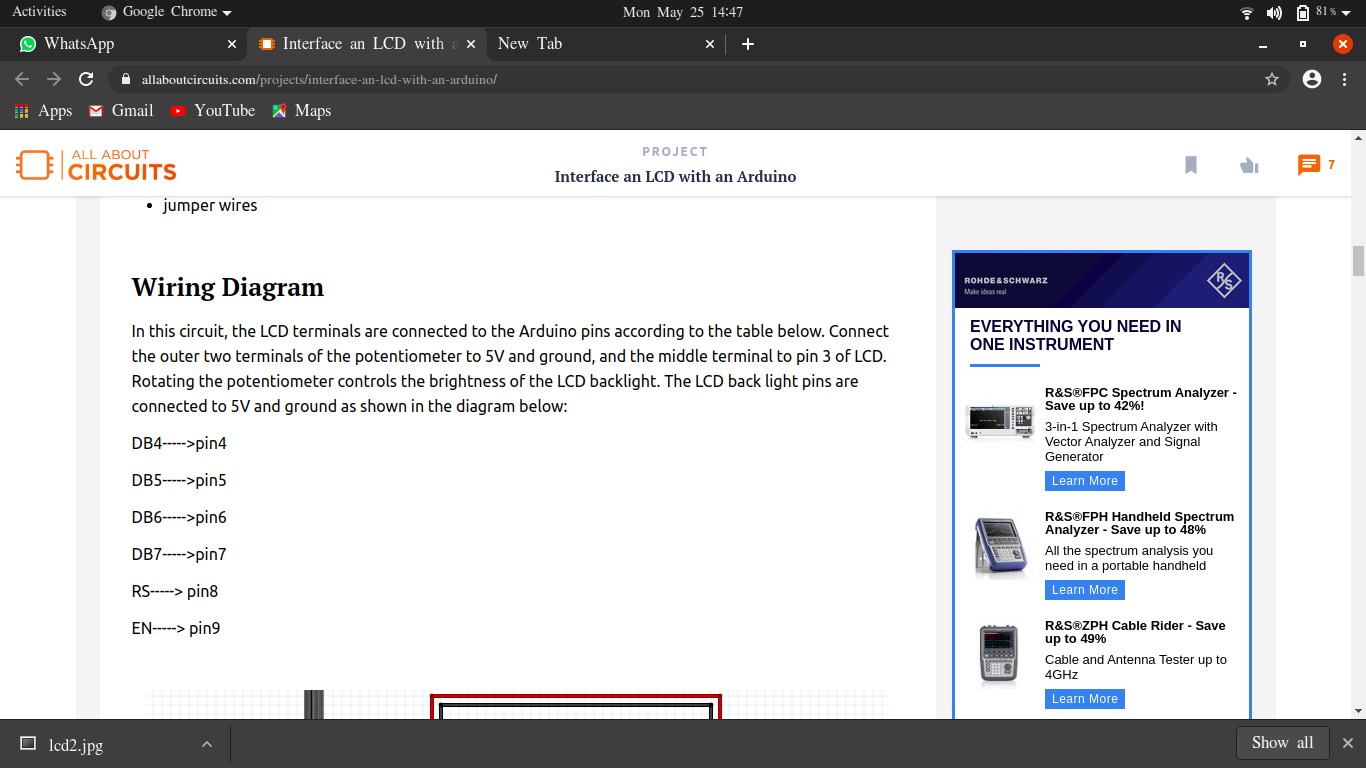 Activities
Google Chrome
Mon May 25 14:47
81 %
WhatsApp
Interface an LCD with a
New Tab
allaboutcircuits.com/projects/interface-an-lcd-with-an-arduino/
Apps
Gmail
YouTube
Maps
ALL ABOUT
CIRCUITS
PROJECT
Interface an LCD with an Arduino
7
jumper wires
Wiring Diagram
In this circuit, the LCD terminals are connected to the Arduino pins according to the table below. Connect
the outer two terminals of the potentiometer to 5V and ground, and the middle terminal to pin 3 of LCD.
Rotating the potentiometer controls the brightness of the LCD backlight. The LCD back light pins are
connected to 5V and ground as shown in the diagram below:
DB4----->pin4
DB5----->pin5
DB6----->pin6
DB7----->pin7
RS-----> pin8
EN-----> pin9
ROHDE&SCHWARZ
Make ideas real
R&S
EVERYTHING YOU NEED IN
ONE INSTRUMENT
R&S®FPC Spectrum Analyzer -
Save up to 42%!
3-in-1 Spectrum Analyzer with
Vector Analyzer and Signal
Generator
Learn More
R&S®FPH Handheld Spectrum
Analyzer - Save up to 48%
All the spectrum analysis you
need in a portable handheld
Learn More
R&S®ZPH Cable Rider - Save
up to 49%
Cable and Antenna Tester up to
4GHz
Learn More
lcd2.jpg
Show all